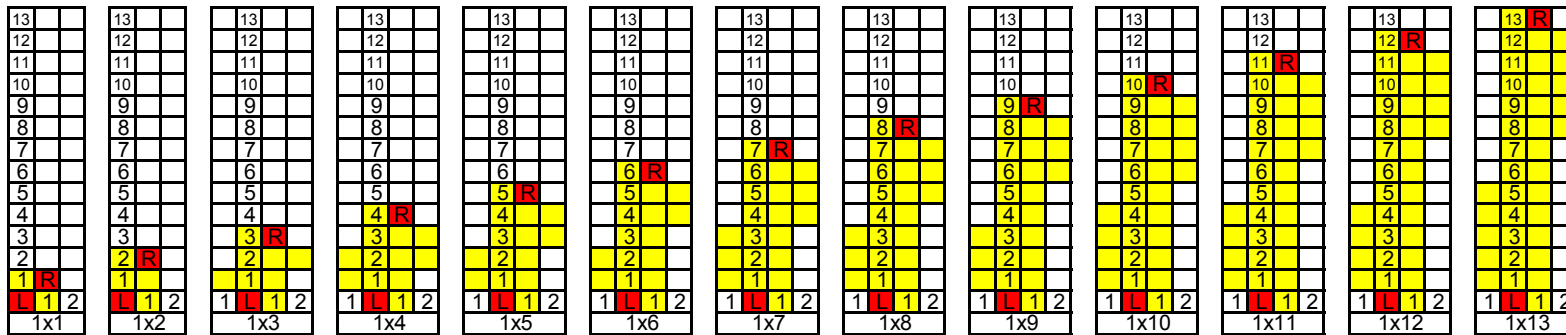 13 13 13 13 13 13 13 13 13 13 13 13 13 R
12 12 12 12 12 12 12 12 12 12 12 12 R 12
11 11 11 11 11 11 11 11 11 11 11 R 11 11
10 10 10 10 10 10 10 10 10 10 R 10 10 10
9 9 9 9 9 9 9 9 9 R 9 9 9 9
8 8 8 8 8 8 8 8 R 8 8 8 8 8
7 7 7 7 7 7 7 R 7 7 7 7 7 7
6 6 6 6 6 6 R 6 6 6 6 6 6 6
5 5 5 5 5 R 5 5 5 5 5 5 5 5
4 4 4 4 R 4 4 4 4 4 4 4 4 4
3 3 3 R 3 3 3 3 3 3 3 3 3 3
2 2 R 2 2 2 2 2 2 2 2 2 2 2
1 R 1 1 1 1 1 1 1 1 1 1 1 1
L 1 2 L 1 2 1 L 1 2 1 L 1 2 1 L 1 2 1 L 1 2 1 L 1 2 1 L 1 2 1 L 1 2 1 L 1 2 1 L 1 2 1 L 1 2 1 L 1 2
1x1 1x2 1x3 1x4 1x5 1x6 1x7 1x8 1x9 1x10 1x11 1x12 1x13